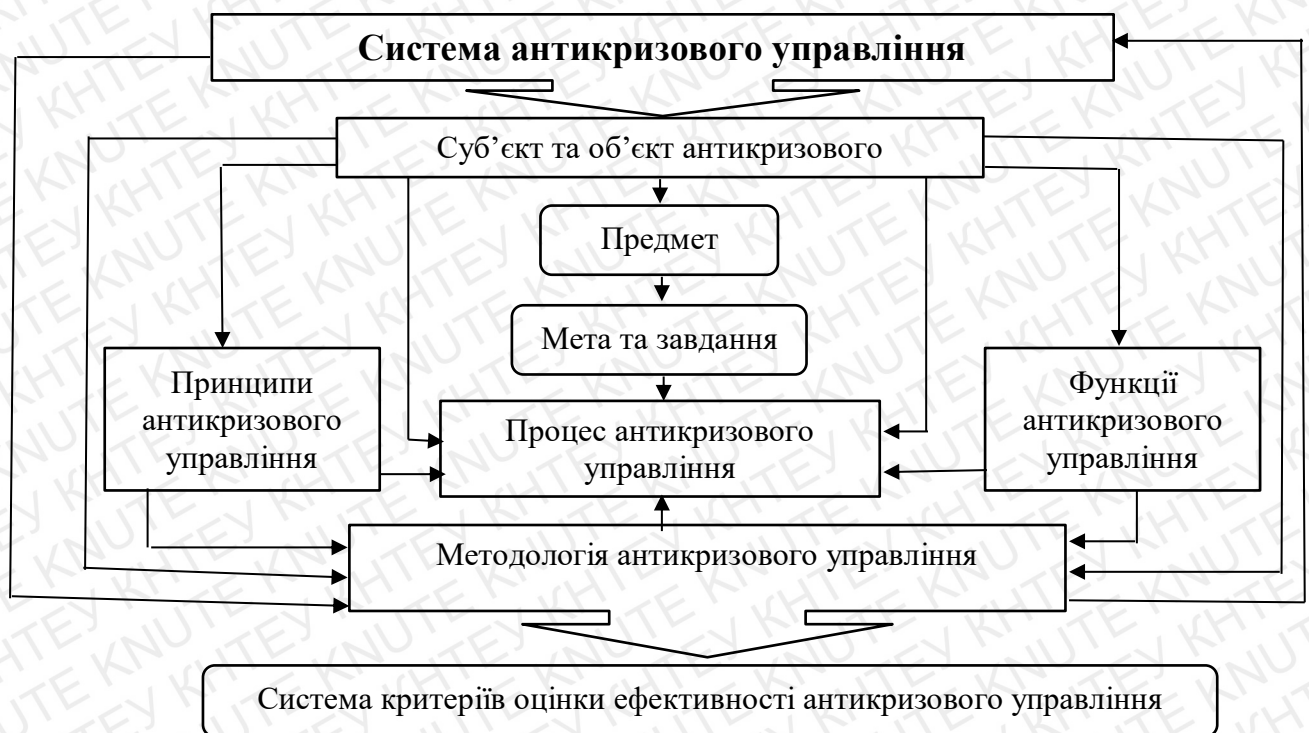 Система антикризового управління
Суб’єкт та об’єкт антикризового
Предмет
Мета та завдання
Принципи
антикризового
управління
Процес антикризового
управління
Функції
антикризового
управління
Методологія антикризового управління
Система критеріїв оцінки ефективності антикризового управління